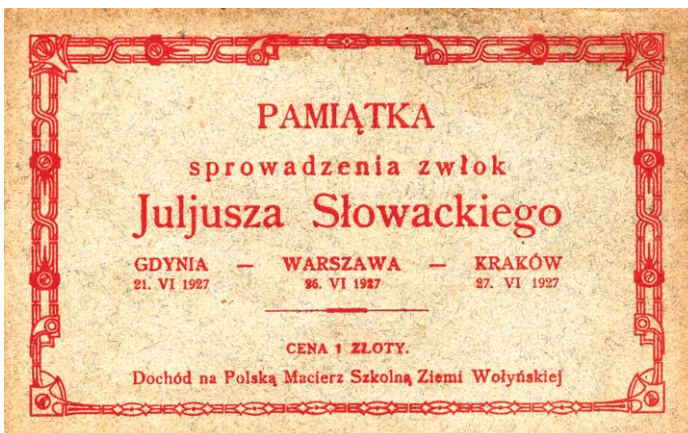 PAMIĄTKA
sprowadzenia zwłok
Juljusza Słowackiego
GDYNIA — WARSZAWA — KRAKÓW
21. VI 1927 26. VI 1927 27. VI 1927
CENA 1 ZŁOTY.
Dochód na Polską Macierz Szkolną Ziemi Wołyńskiej